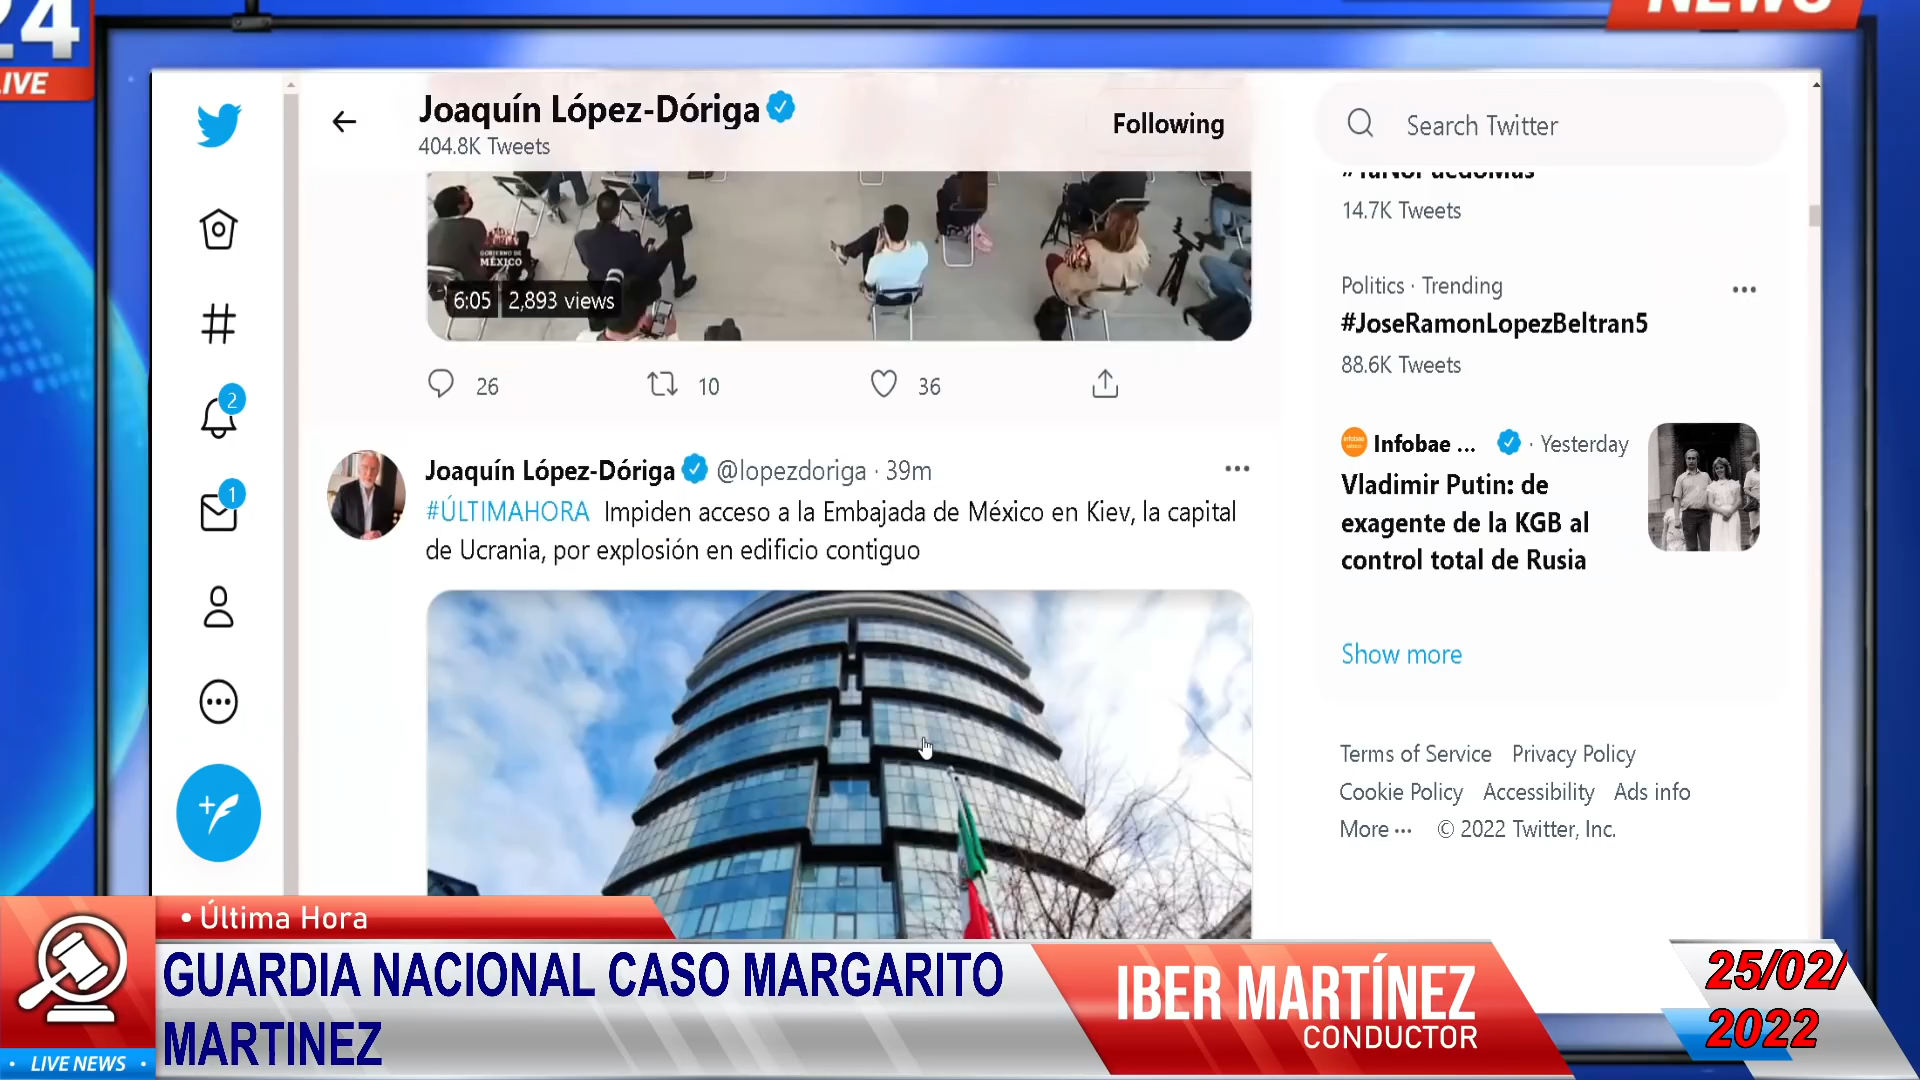 24
LIVE
NEWS
Joaquín López-Dóriga
404.8K Tweets
Following
Search Twitter
#YaNoPuedoMas
14.7K Tweets
GOBIERNO DE
MÉXICO
6:05
2,893 views
26
10
36
Politics · Trending
#JoseRamonLopezBeltran5
88.6K Tweets
2
1
Infobae ... · Yesterday
Vladimir Putin: de
exagente de la KGB al
control total de Rusia
Show more
Joaquín López-Dóriga @lopezdoriga · 39m
#ÚLTIMAHORA Impiden acceso a la Embajada de México en Kiev, la capital
de Ucrania, por explosión en edificio contiguo
Terms of Service Privacy Policy
Cookie Policy Accessibility Ads info
More ··· © 2022 Twitter, Inc.
• Última Hora
GUARDIA NACIONAL CASO MARGARITO
MARTINEZ
IBER MARTÍNEZ
CONDUCTOR
25/02/
2022
· LIVE NEWS ·